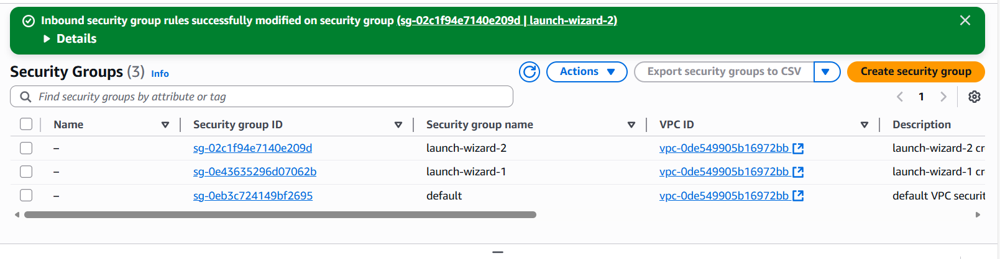 Inbound security group rules successfully modified on security group (sg-02c1f94e7140e209d | launch-wizard-2)
Details
Security Groups (3) Info
Actions
Export security groups to CSV
Create security group
Find security groups by attribute or tag
1
Name Security group ID Security group name VPC ID Description
– sg-02c1f94e7140e209d launch-wizard-2 vpc-0de549905b16972bb launch-wizard-2 cr
– sg-0e43635296d07062b launch-wizard-1 vpc-0de549905b16972bb launch-wizard-1 cr
– sg-0eb3c724149bf2695 default vpc-0de549905b16972bb default VPC securit